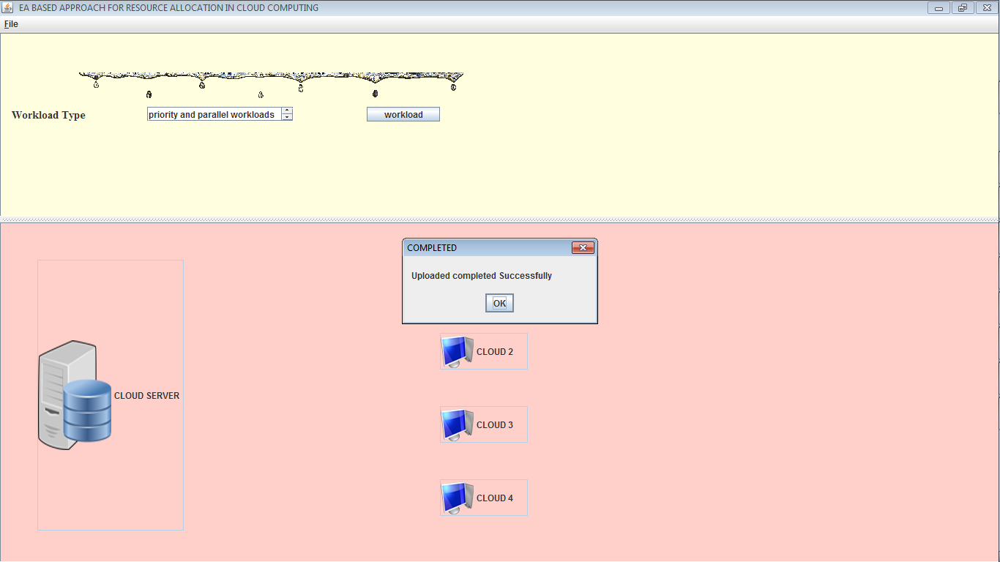 EA BASED APPROACH FOR RESOURCE ALLOCATION IN CLOUD COMPUTING
File
Workload Type
priority and parallel workloads
workload
COMPLETED
Uploaded completed Successfully
OK
CLOUD 2
CLOUD SERVER
CLOUD 3
CLOUD 4